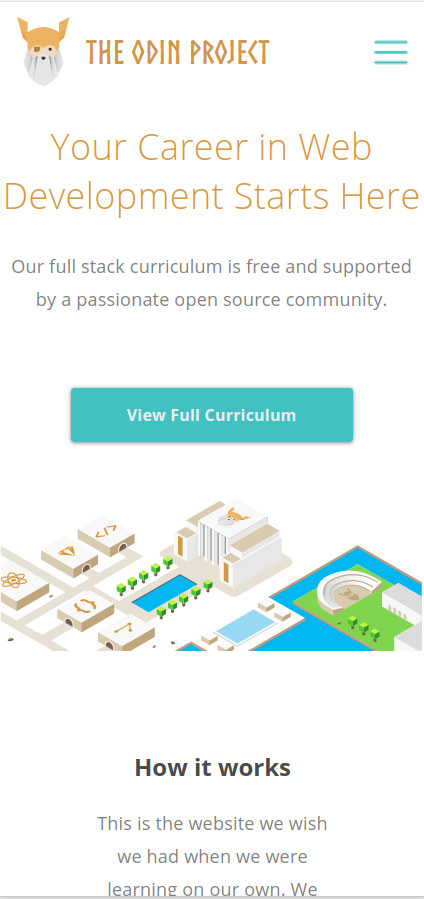 THE ODIN PROJECT
Your Career in Web
Development Starts Here
Our full stack curriculum is free and supported
by a passionate open source community.
View Full Curriculum
</>
How it works
This is the website we wish
we had when we were
learning on our own. We